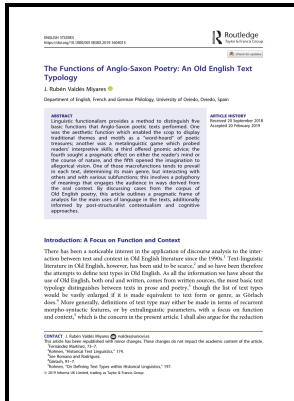 ENGLISH STUDIES
https://doi.org/10.1080/0013838X.2019.1604015
Routledge
Taylor & Francis Group
Check for updates
The Functions of Anglo-Saxon Poetry: An Old English Text
Typology
J. Rubén Valdés Miyares
Department of English, French and German Philology, University of Oviedo, Oviedo, Spain
ABSTRACT
Linguistic functionalism provides a method to distinguish five
basic functions that Anglo-Saxon poetic texts performed. One
was the aesthetic function which enabled the scop to display
traditional themes and motifs as a "word-hoard" of poetic
treasures; another was a metalinguistic game which probed
readers' interpretive skills; a third offered gnomic advice; the
fourth sought a pragmatic effect on either the reader's mind or
the course of nature, and the fifth opened the imagination to
allegorical vision. One of those macrofunctions tends to prevail
in each text, determining its main genre, but interacting with
others and with various subfunctions; this involves a polyphony
of meanings that engages the audience in ways derived from
the oral context. By discussing cases from the corpus of
Old English poetry, this article outlines a pragmatic frame of
analysis for the main uses of language in the texts, additionally
informed by post-structuralist contextualism and cognitive
approaches.
ARTICLE HISTORY
Received 20 September 2018
Accepted 20 February 2019
Introduction: A Focus on Function and Context
There has been a noticeable interest in the application of discourse analysis to the inter-
action between text and context in Old English literature since the 1990s.1 Text-linguistic
literature in Old English, however, has been said to be scarce,2 and so have been therefore
the attempts to define text types in Old English. As all the information we have about the
use of Old English, both oral and written, comes from written sources, the most basic text
typology distinguishes between texts in prose and poetry,3 though the list of text types
would be vastly enlarged if it is made equivalent to text form or genre, as Görlach
does.4 More generally, definitions of text type may either be made in terms of recurrent
morpho-syntactic features, or by extralinguistic parameters, with a focus on function
and context,5 which is the concern in the present article. I shall also argue for the reduction
CONTACT J. Rubén Valdés Miyares
This article has been republished with minor changes. These changes do not impact the academic content of the article.
1Fernández Martínez, 73–7.
2Rohnen, "Historical Text Linguistics," 174.
3See Romano and Rodríguez.
4Görlach, 91–7.
5Rohnen, "On Defining Text Types within Historical Linguistics," 197.
© 2019 Informa UK Limited, trading as Taylor & Francis Group